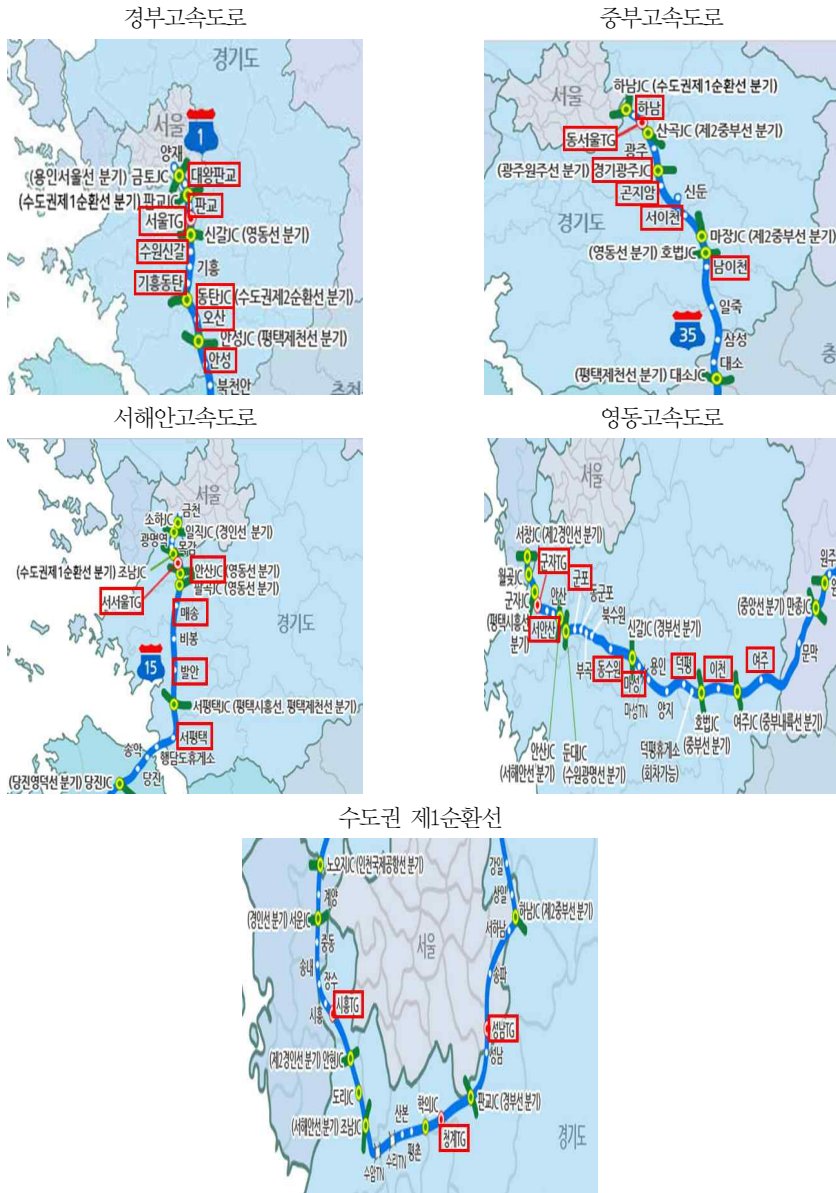 경부고속도로
경기도
서울
1
양재
(용인서울선 분기) 금토JC
대왕판교
(수도권제1순환선 분기) 판교JC
판교
서울TG
신갈JC (영동선 분기)
수원신갈
기흥
기흥동탄
동탄JC (수도권제2순환선 분기)
오산
안성JC (평택제천선 분기)
안성
북천안
중부고속도로
하남JC (수도권제1순환선 분기)
하남
동서울TG
산곡JC (제2중부선 분기)
광주
(광주원주선 분기) 경기광주JC
곤지암
신둔
경기도
서이천
마장JC (제2중부선 분기)
(영동선 분기) 호법JC
남이천
일죽
35
삼성
대소
(평택제천선 분기) 대소JC
서해안고속도로
서울
금천
소하JC
일직JC (경인선 분기)
광명역
목감
(수도권제1순환선 분기) 조남JC
안산JC (영동선 분기)
팔곡JC (영동선 분기)
서서울TG
매송
비봉
15
발안
서평택JC (평택시흥선, 평택제천선 분기)
서평택
송악
행담도휴게소
당진
(당진영덕선 분기) 당진JC
영동고속도로
서울
서창JC (제2경인선 분기)
군자TG
월곶JC
군포
동군포
안산
북수원
군자JC
(평택시흥선
분기)
서안산
신갈JC (경부선 분기)
부곡
동수원
마성
용인
덕평
이천
여주
(중앙선 분기) 만종JC
원주
문막
마성TN
양지
호법JC
(중부선 분기)
여주JC (중부내륙선 분기)
안산JC
(서해안선 분기)
둔대JC
(수원광명선 분기)
덕평휴게소
(회차가능)
수도권 제1순환선
노오지JC (인천국제공항선 분기)
강일
계양
상일
(경인선 분기) 서운JC
하남JC (제2중부선 분기)
중동
서하남
서울
송내
장수
송파
시흥
시흥TG
성남TG
성남
(제2경인선 분기) 안현JC
도리JC
판교JC (경부선 분기)
학의JC
산본
(서해안선 분기) 조남JC
청계TG
경기도
평촌
수리TN
수암TN